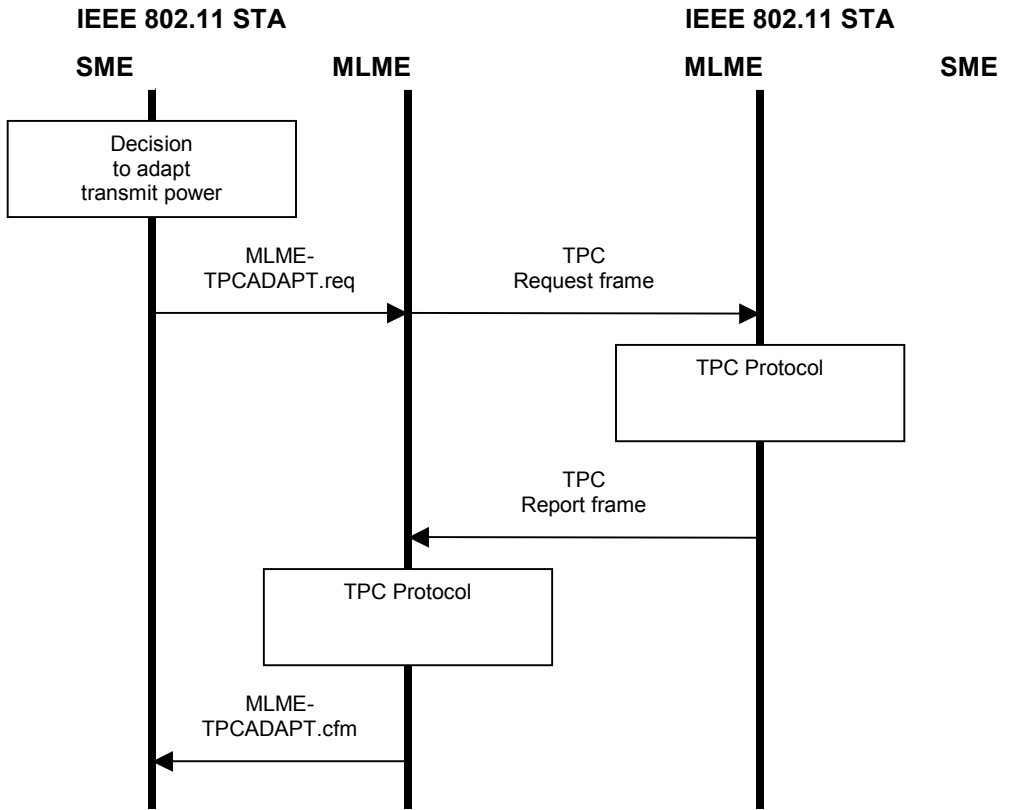 IEEE 802.11 STA
IEEE 802.11 STA
SME
MLME
MLME
SME
Decision
to adapt
transmit power
MLME-
TPCADAPT.req
TPC
Request frame
TPC Protocol
TPC
Report frame
TPC Protocol
MLME-
TPCADAPT.cfm